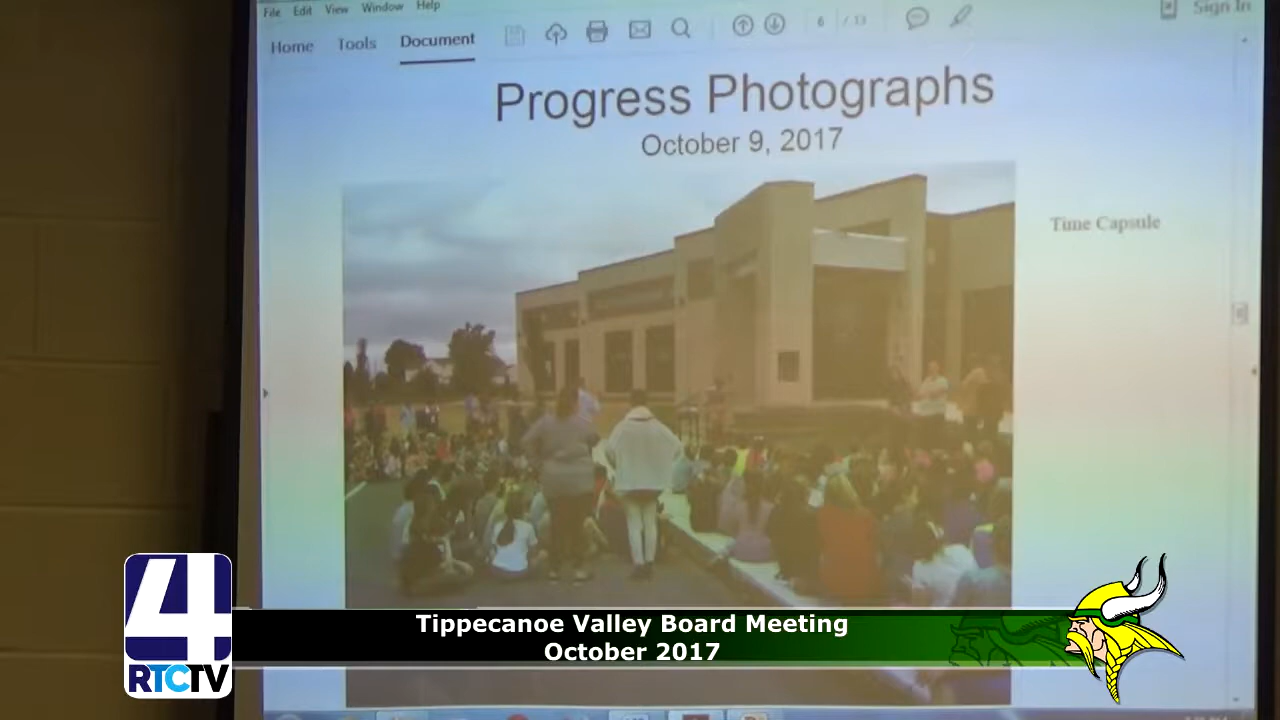 File Edit View Window Help
Home Tools Document
6 / 13
Sign In
Progress Photographs
October 9, 2017
Time Capsule
4
RTCTV
Tippecanoe Valley Board Meeting
October 2017